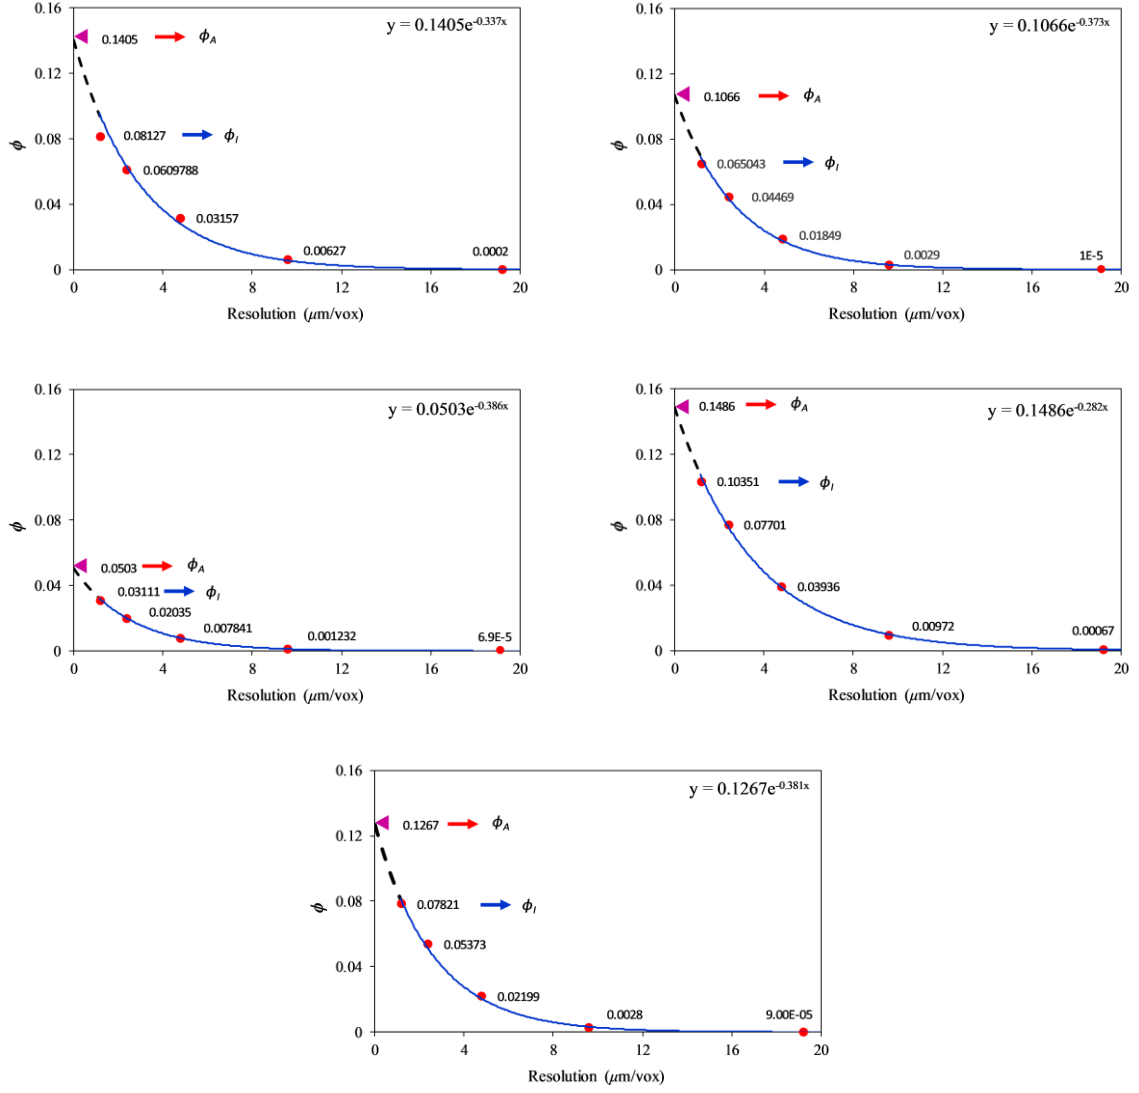 y = 0.1405e^-0.337x
0.16
0.12
0.08
0.04
0
ϕ
0.1405 ϕA
0.08127 ϕI
0.0609788
0.03157
0.00627
0.0002
0 4 8 12 16 20
Resolution (μm/vox)
y = 0.1066e^-0.373x
0.16
0.12
0.08
0.04
0
ϕ
0.1066 ϕA
0.065043 ϕI
0.04469
0.01849
0.0029
1E-5
0 4 8 12 16 20
Resolution (μm/vox)
y = 0.0503e^-0.386x
0.16
0.12
0.08
0.04
0
ϕ
0.0503 ϕA
0.03111 ϕI
0.02035
0.007841
0.001232
6.9E-5
0 4 8 12 16 20
Resolution (μm/vox)
y = 0.1486e^-0.282x
0.16
0.12
0.08
0.04
0
ϕ
0.1486 ϕA
0.10351 ϕI
0.07701
0.03936
0.00972
0.00067
0 4 8 12 16 20
Resolution (μm/vox)
y = 0.1267e^-0.381x
0.16
0.12
0.08
0.04
0
ϕ
0.1267 ϕA
0.07821 ϕI
0.05373
0.02199
0.0028
9.00E-05
0 4 8 12 16 20
Resolution (μm/vox)